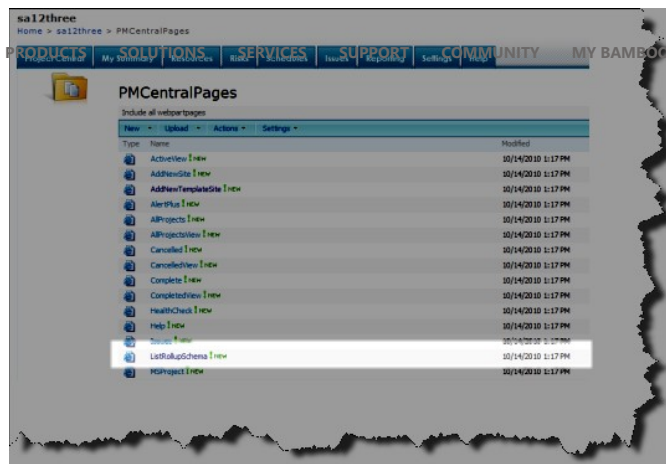 sa12three
Home > sa12three > PMCentralPages
PRODUCTS SOLUTIONS SERVICES SUPPORT COMMUNITY MY BAMBOO
Project Central My Summary Resources Risks Schedules Issues Reporting Settings Help
PMCentralPages
Include all webpartpages
New Upload Actions Settings
Type Name Modified
ActiveView ! NEW 10/14/2010 1:17 PM
AddNewSite ! NEW 10/14/2010 1:17 PM
AddNewTemplateSite ! NEW 10/14/2010 1:17 PM
AlertPlus ! NEW 10/14/2010 1:17 PM
AllProjects ! NEW 10/14/2010 1:17 PM
AllProjectsView ! NEW 10/14/2010 1:17 PM
Cancelled ! NEW 10/14/2010 1:17 PM
CancelledView ! NEW 10/14/2010 1:17 PM
Complete ! NEW 10/14/2010 1:17 PM
CompletedView ! NEW 10/14/2010 1:17 PM
HealthCheck ! NEW 10/14/2010 1:17 PM
Help ! NEW 10/14/2010 1:17 PM
Issues ! NEW 10/14/2010 1:17 PM
ListRollupSchema ! NEW 10/14/2010 1:17 PM
MSProject ! NEW 10/14/2010 1:17 PM